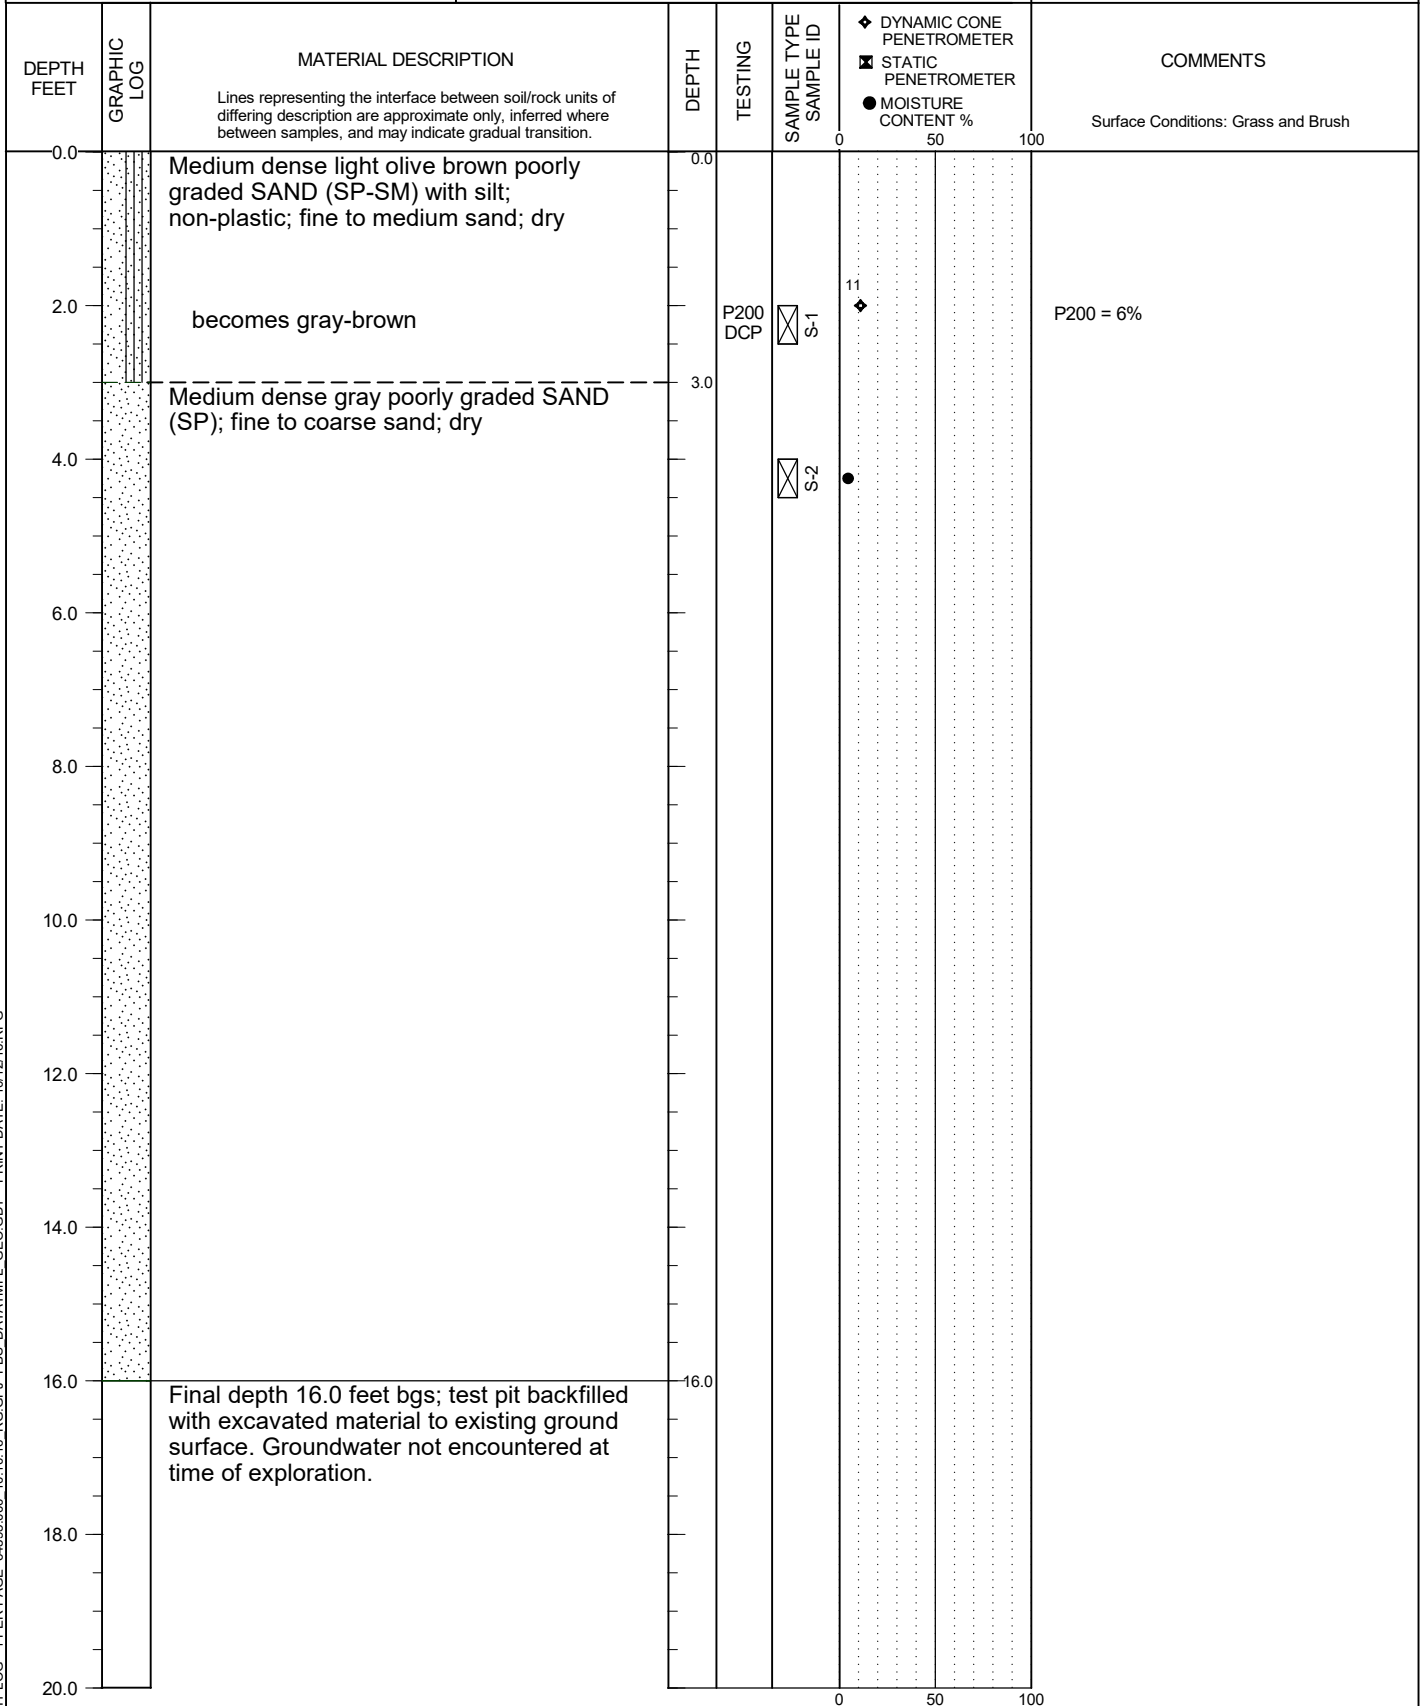 DEPTH
FEET
GRAPHIC
LOG
MATERIAL DESCRIPTION
Lines representing the interface between soil/rock units of
differing description are approximate only, inferred where
between samples, and may indicate gradual transition.
DEPTH
TESTING
SAMPLE TYPE
SAMPLE ID
DYNAMIC CONE
PENETROMETER
STATIC
PENETROMETER
MOISTURE
CONTENT %
0 50 100
COMMENTS
Surface Conditions: Grass and Brush
0.0
Medium dense light olive brown poorly
graded SAND (SP-SM) with silt;
non-plastic; fine to medium sand; dry
0.0
2.0
becomes gray-brown
P200
DCP
S-1
11
P200 = 6%
3.0
Medium dense gray poorly graded SAND
(SP); fine to coarse sand; dry
4.0
S-2
6.0
8.0
10.0
12.0
14.0
16.0
16.0
Final depth 16.0 feet bgs; test pit backfilled
with excavated material to existing ground
surface. Groundwater not encountered at
time of exploration.
18.0
20.0
0 50 100